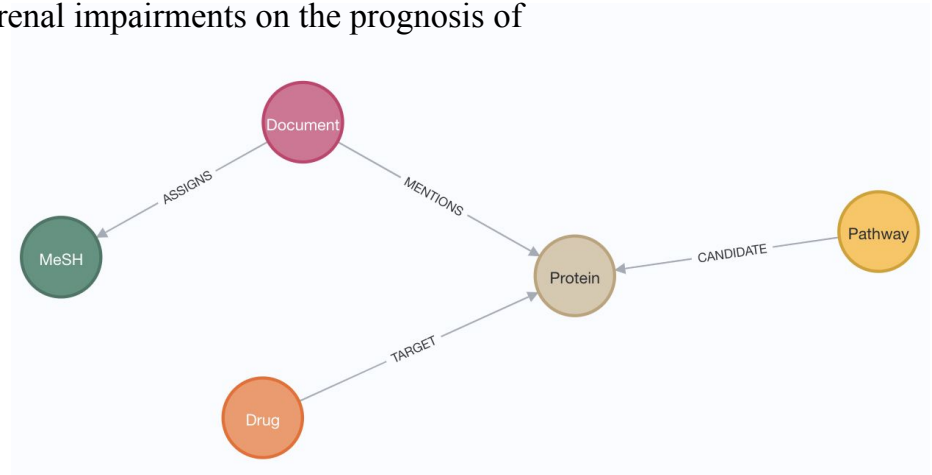 renal impairments on the prognosis of
Document
ASSIGNS
MENTIONS
MeSH
Protein
CANDIDATE
Pathway
TARGET
Drug